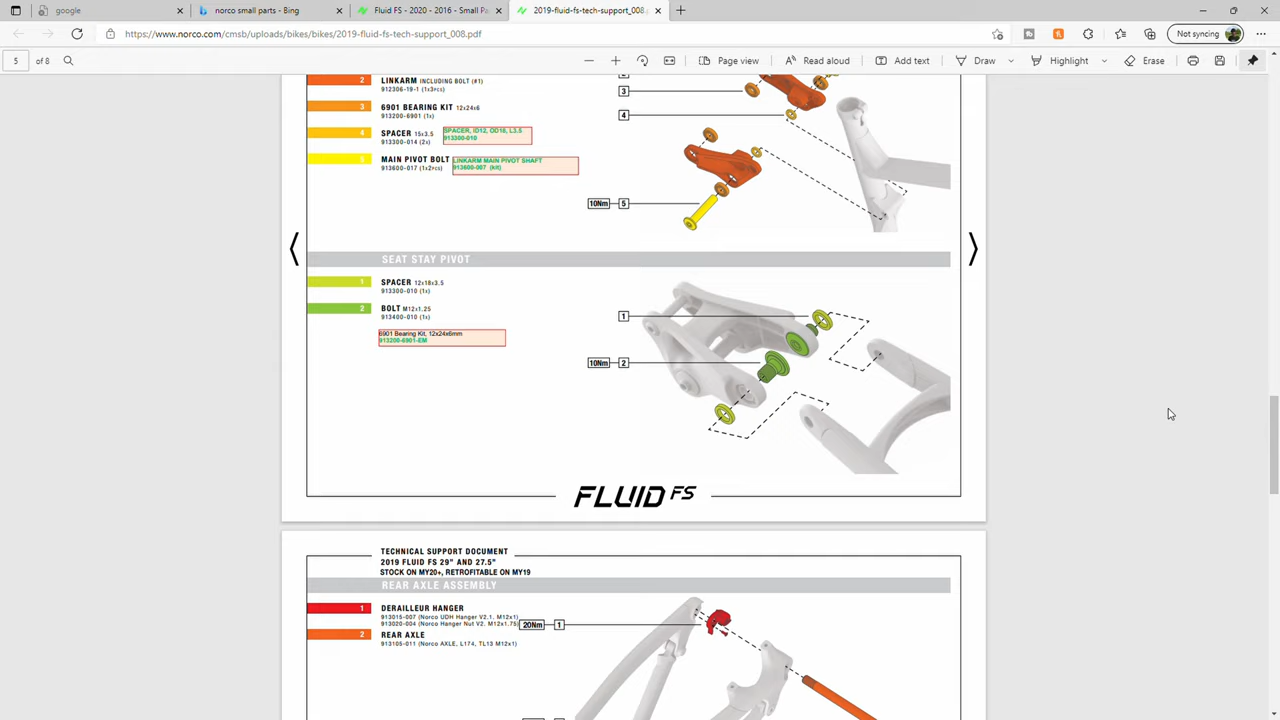 google
norco small parts - Bing
Fluid FS - 2020 - 2016 - Small Pa
2019-fluid-fs-tech-support_008.p
https://www.norco.com/cmsb/uploads/bikes/bikes/2019-fluid-fs-tech-support_008.pdf
Not syncing
5 of 8
Page view
Read aloud
Add text
Draw
Highlight
Erase
2 LINKARM INCLUDING BOLT (#1)
912306-19-1 (1x3PCS)
3
3 6901 BEARING KIT 12x24x6
913200-6901 (1x)
4
4 SPACER 15x3.5
913300-014 (2x)
SPACER, ID12, OD18, L3.5
913300-010
MAIN PIVOT BOLT
913600-017 (1x2PCS)
LINKARM MAIN PIVOT SHAFT
913600-007 (kit)
10Nm 5
SEAT STAY PIVOT
1 SPACER 12x18x3.5
913300-010 (1x)
2 BOLT M12x1.25
913400-010 (1x)
1
6901 Bearing Kit, 12x24x6mm
913200-6901-EM
10Nm 2
FLUID FS
TECHNICAL SUPPORT DOCUMENT
2019 FLUID FS 29" AND 27.5"
STOCK ON MY20+, RETROFITABLE ON MY19
REAR AXLE ASSEMBLY
1 DERAILLEUR HANGER
913015-007 (Norco UDH Hanger V2.1. M12x1)
913020-004 (Norco Hanger Nut V2. M12x1.75)
20Nm 1
2 REAR AXLE
913105-011 (Norco AXLE, L174, TL13 M12x1)